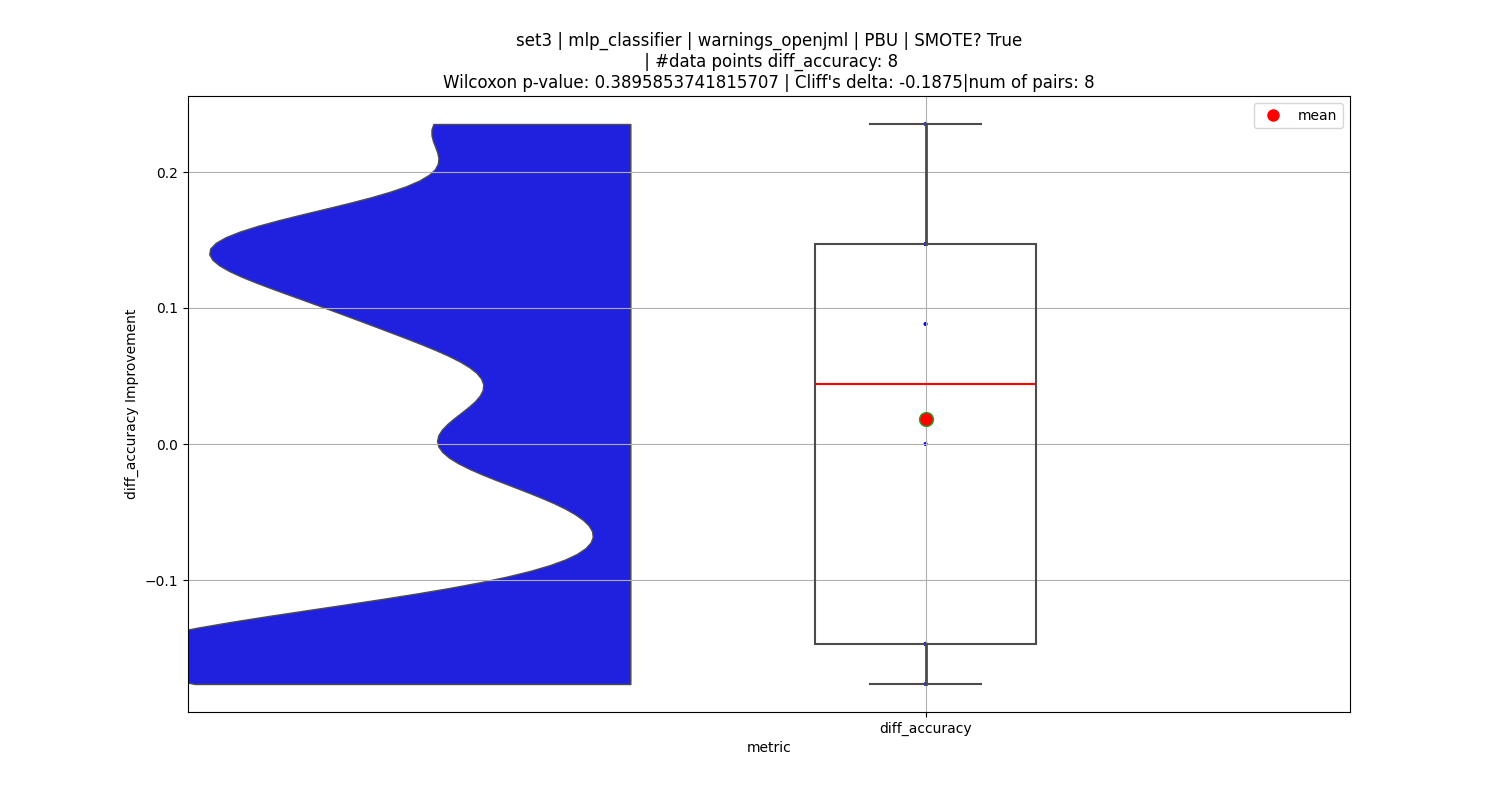 set3 | mlp_classifier | warnings_openjml | PBU | SMOTE? True
| #data points diff_accuracy: 8
Wilcoxon p-value: 0.3895853741815707 | Cliff's delta: -0.1875|num of pairs: 8
mean
0.2
0.1
0.0
−0.1
diff_accuracy Improvement
diff_accuracy
metric